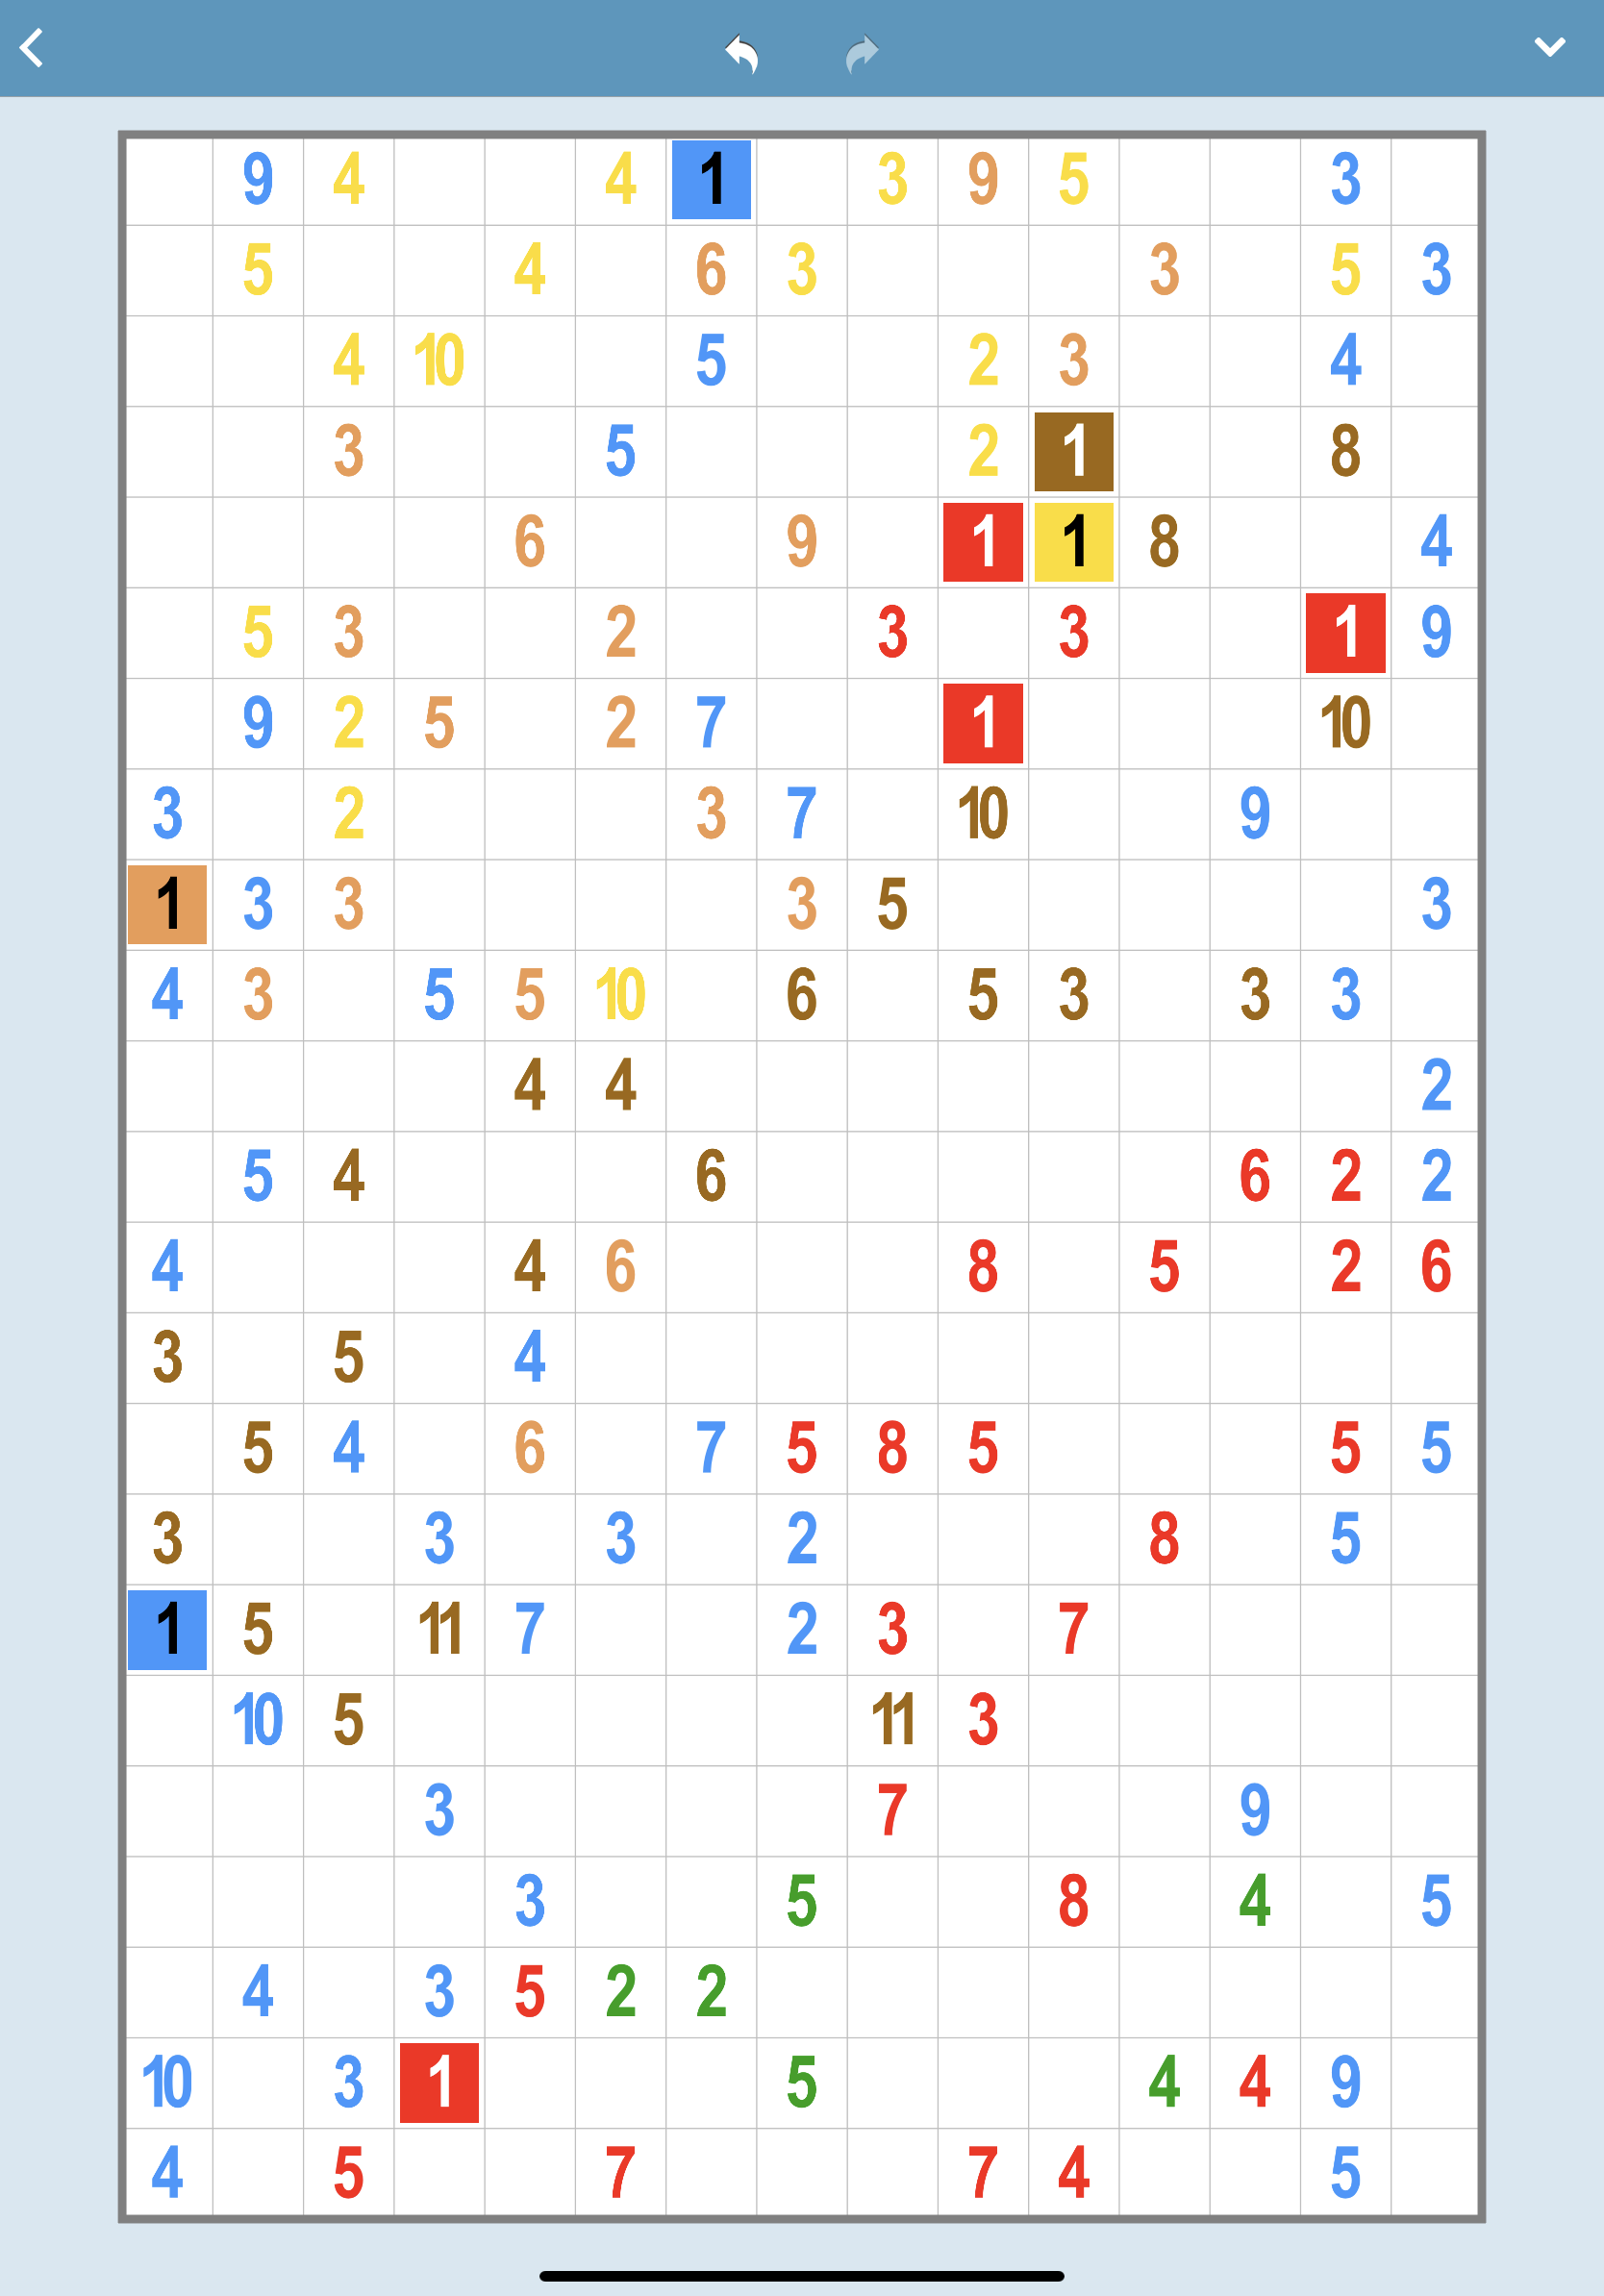 9 4 4 1 3 9 5 3
5 4 6 3 3 5 3
4 10 5 2 3 4
3 5 2 1 8
6 9 1 1 8 4
5 3 2 3 3 1 9
9 2 5 2 7 1 10
3 2 3 7 10 9
1 3 3 3 5 3
4 3 5 5 10 6 5 3 3 3
4 4 2
5 4 6 6 2 2
4 4 6 8 5 2 6
3 5 4
5 4 6 7 5 8 5 5 5
3 3 3 2 8 5
1 5 11 7 2 3 7
10 5 11 3
3 7 9
3 5 8 4 5
4 3 5 2 2
10 3 1 5 4 4 9
4 5 7 7 4 5